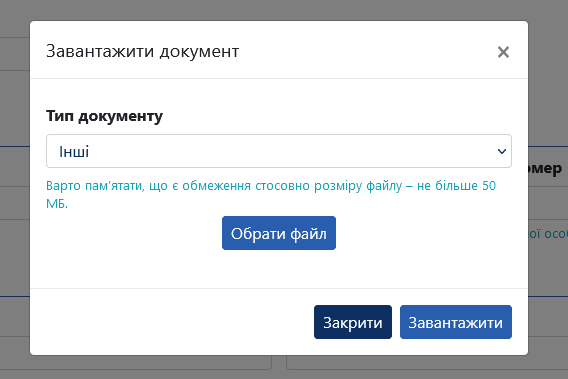 Завантажити документ
×
Тип документу
Інші
Варто пам'ятати, що є обмеження стосовно розміру файлу – не більше 50
МБ.
Обрати файл
Закрити
Завантажити